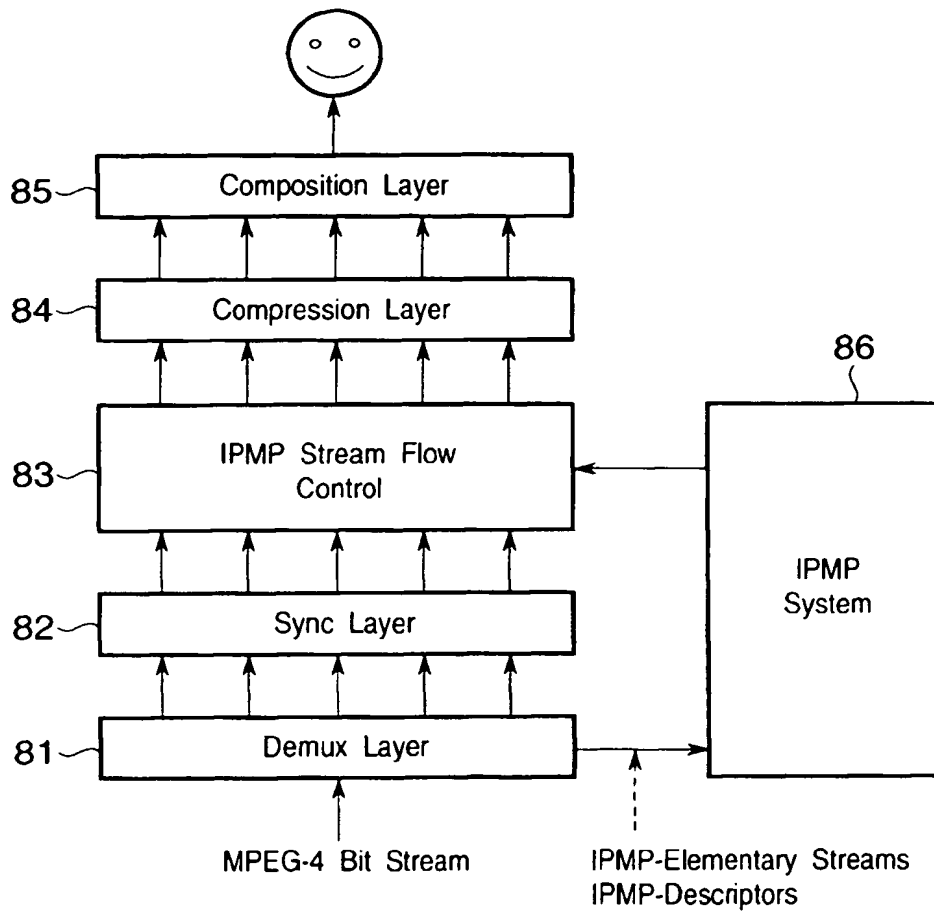 85
Composition Layer
84
Compression Layer
86
83
IPMP Stream Flow
Control
IPMP
System
82
Sync Layer
81
Demux Layer
MPEG-4 Bit Stream
IPMP-Elementary Streams
IPMP-Descriptors